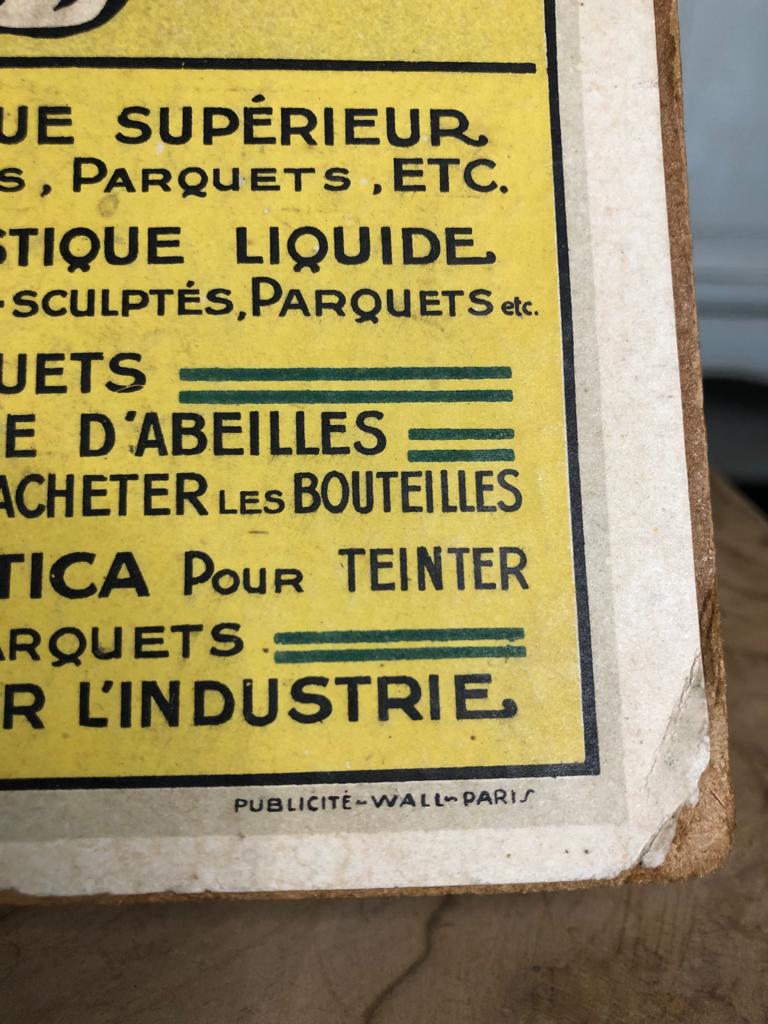 UE SUPÉRIEUR
S, PARQUETS, ETC.
STIQUE LIQUIDE
-SCULPTÉS, PARQUETS etc.
UETS
E D'ABEILLES
ACHETER LES BOUTEILLES
TICA POUR TEINTER
ARQUETS
R L'INDUSTRIE
PUBLICITÉ-WALL-PARIS